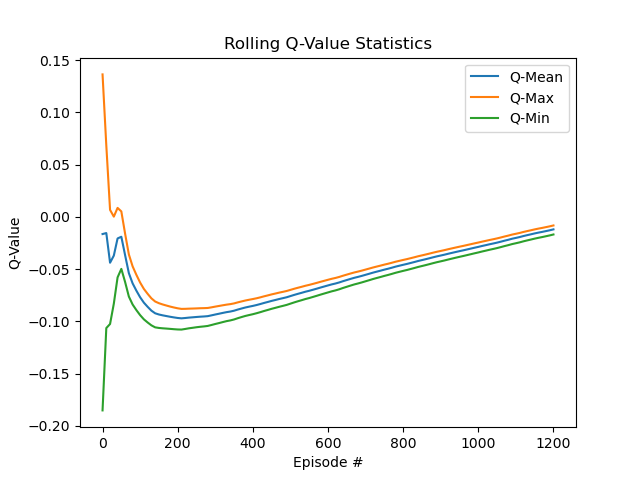 Rolling Q-Value Statistics
Q-Mean
Q-Max
Q-Min
Q-Value
0.15
0.10
0.05
0.00
−0.05
−0.10
−0.15
−0.20
0 200 400 600 800 1000 1200
Episode #